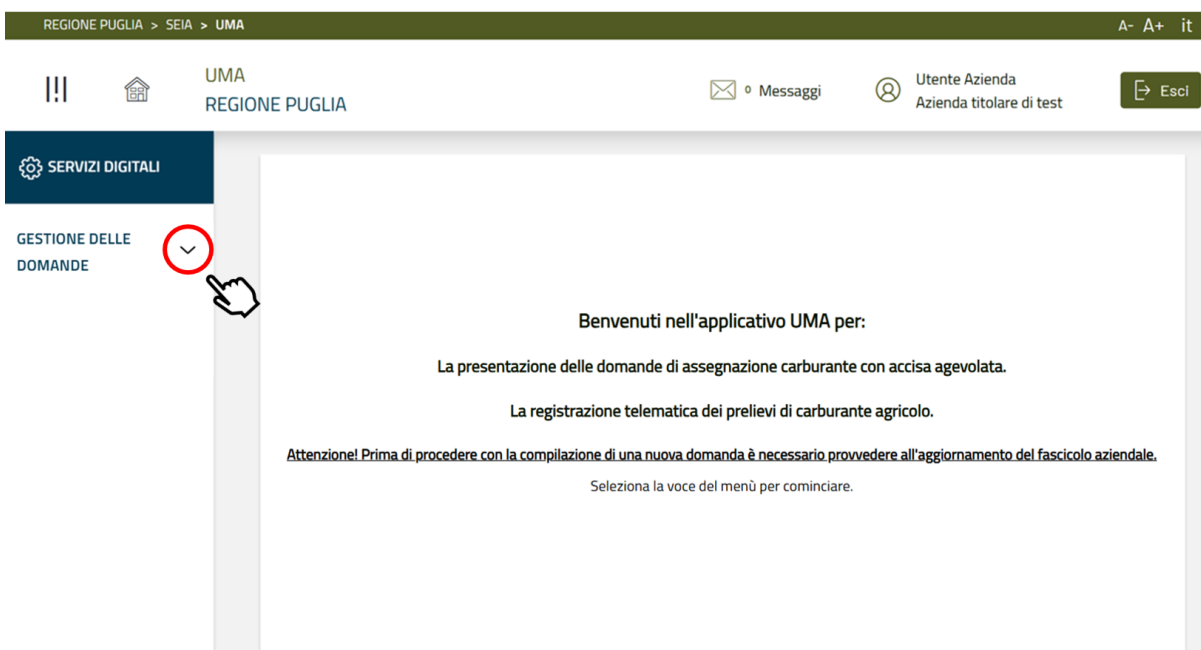 REGIONE PUGLIA > SEIA > UMA
A- A+ it
UMA
REGIONE PUGLIA
0 Messaggi
Utente Azienda
Azienda titolare di test
Esci
SERVIZI DIGITALI
GESTIONE DELLE
DOMANDE
Benvenuti nell'applicativo UMA per:
La presentazione delle domande di assegnazione carburante con accisa agevolata.
La registrazione telematica dei prelievi di carburante agricolo.
Attenzione! Prima di procedere con la compilazione di una nuova domanda è necessario provvedere all'aggiornamento del fascicolo aziendale.
Seleziona la voce del menù per cominciare.